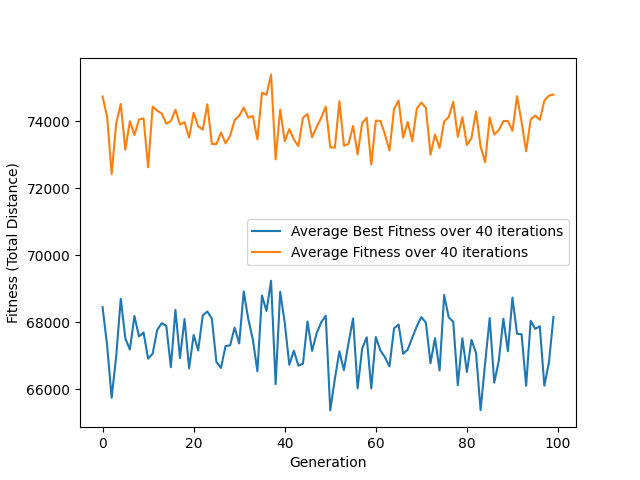 74000
72000
70000
68000
66000
Fitness (Total Distance)
Average Best Fitness over 40 iterations
Average Fitness over 40 iterations
0 20 40 60 80 100
Generation